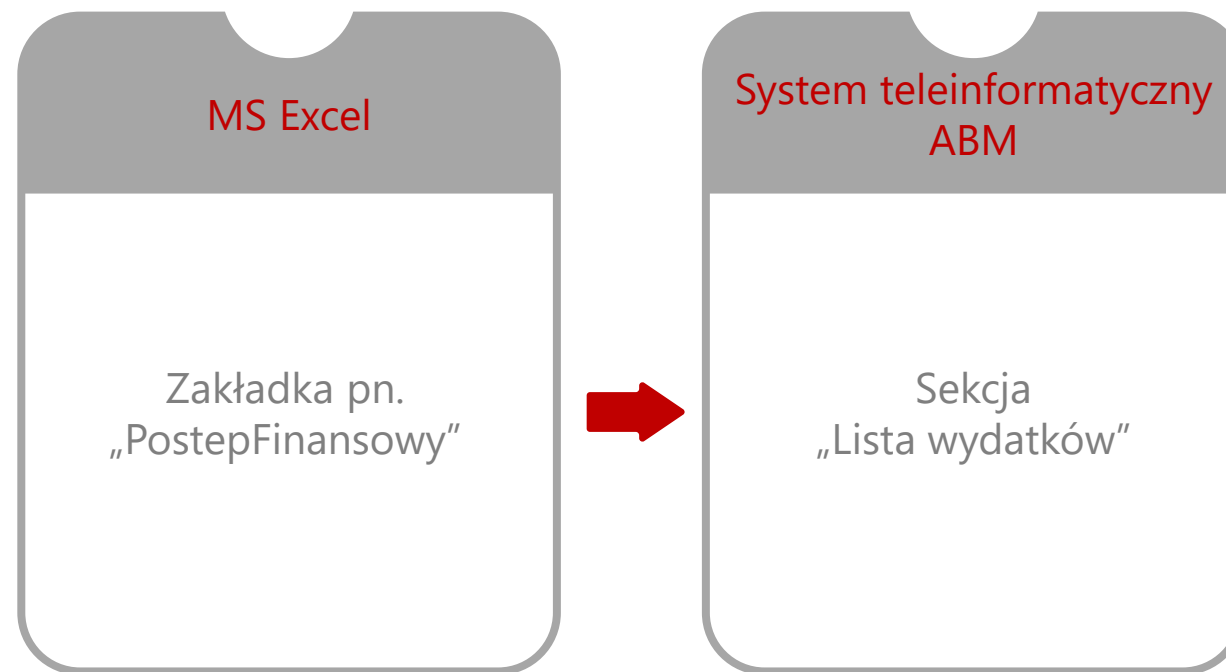 MS Excel
Zakładka pn.
„PostepFinansowy”
System teleinformatyczny
ABM
Sekcja
„Lista wydatków”